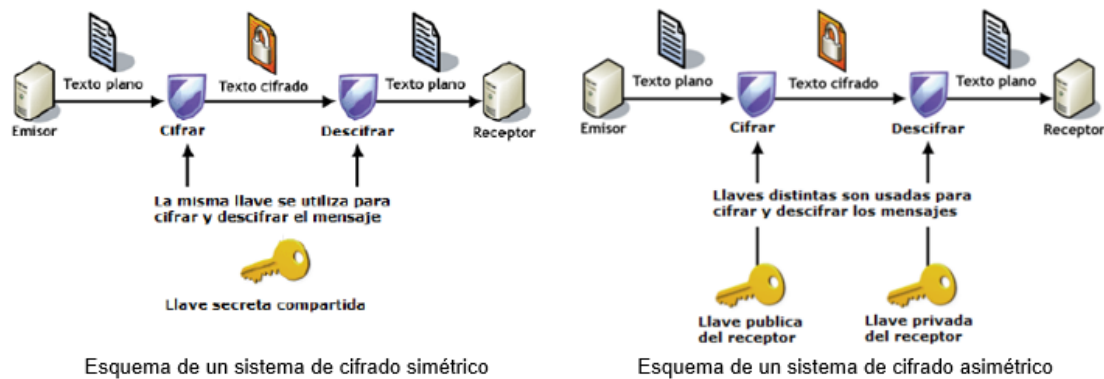 Texto plano
Texto cifrado
Texto plano
Emisor
Cifrar
Descifrar
Receptor
La misma llave se utiliza para
cifrar y descifrar el mensaje
Llave secreta compartida
Esquema de un sistema de cifrado simétrico
Texto plano
Texto cifrado
Texto plano
Emisor
Cifrar
Descifrar
Receptor
Llaves distintas son usadas para
cifrar y descifrar los mensajes
Llave publica
del receptor
Llave privada
del receptor
Esquema de un sistema de cifrado asimétrico